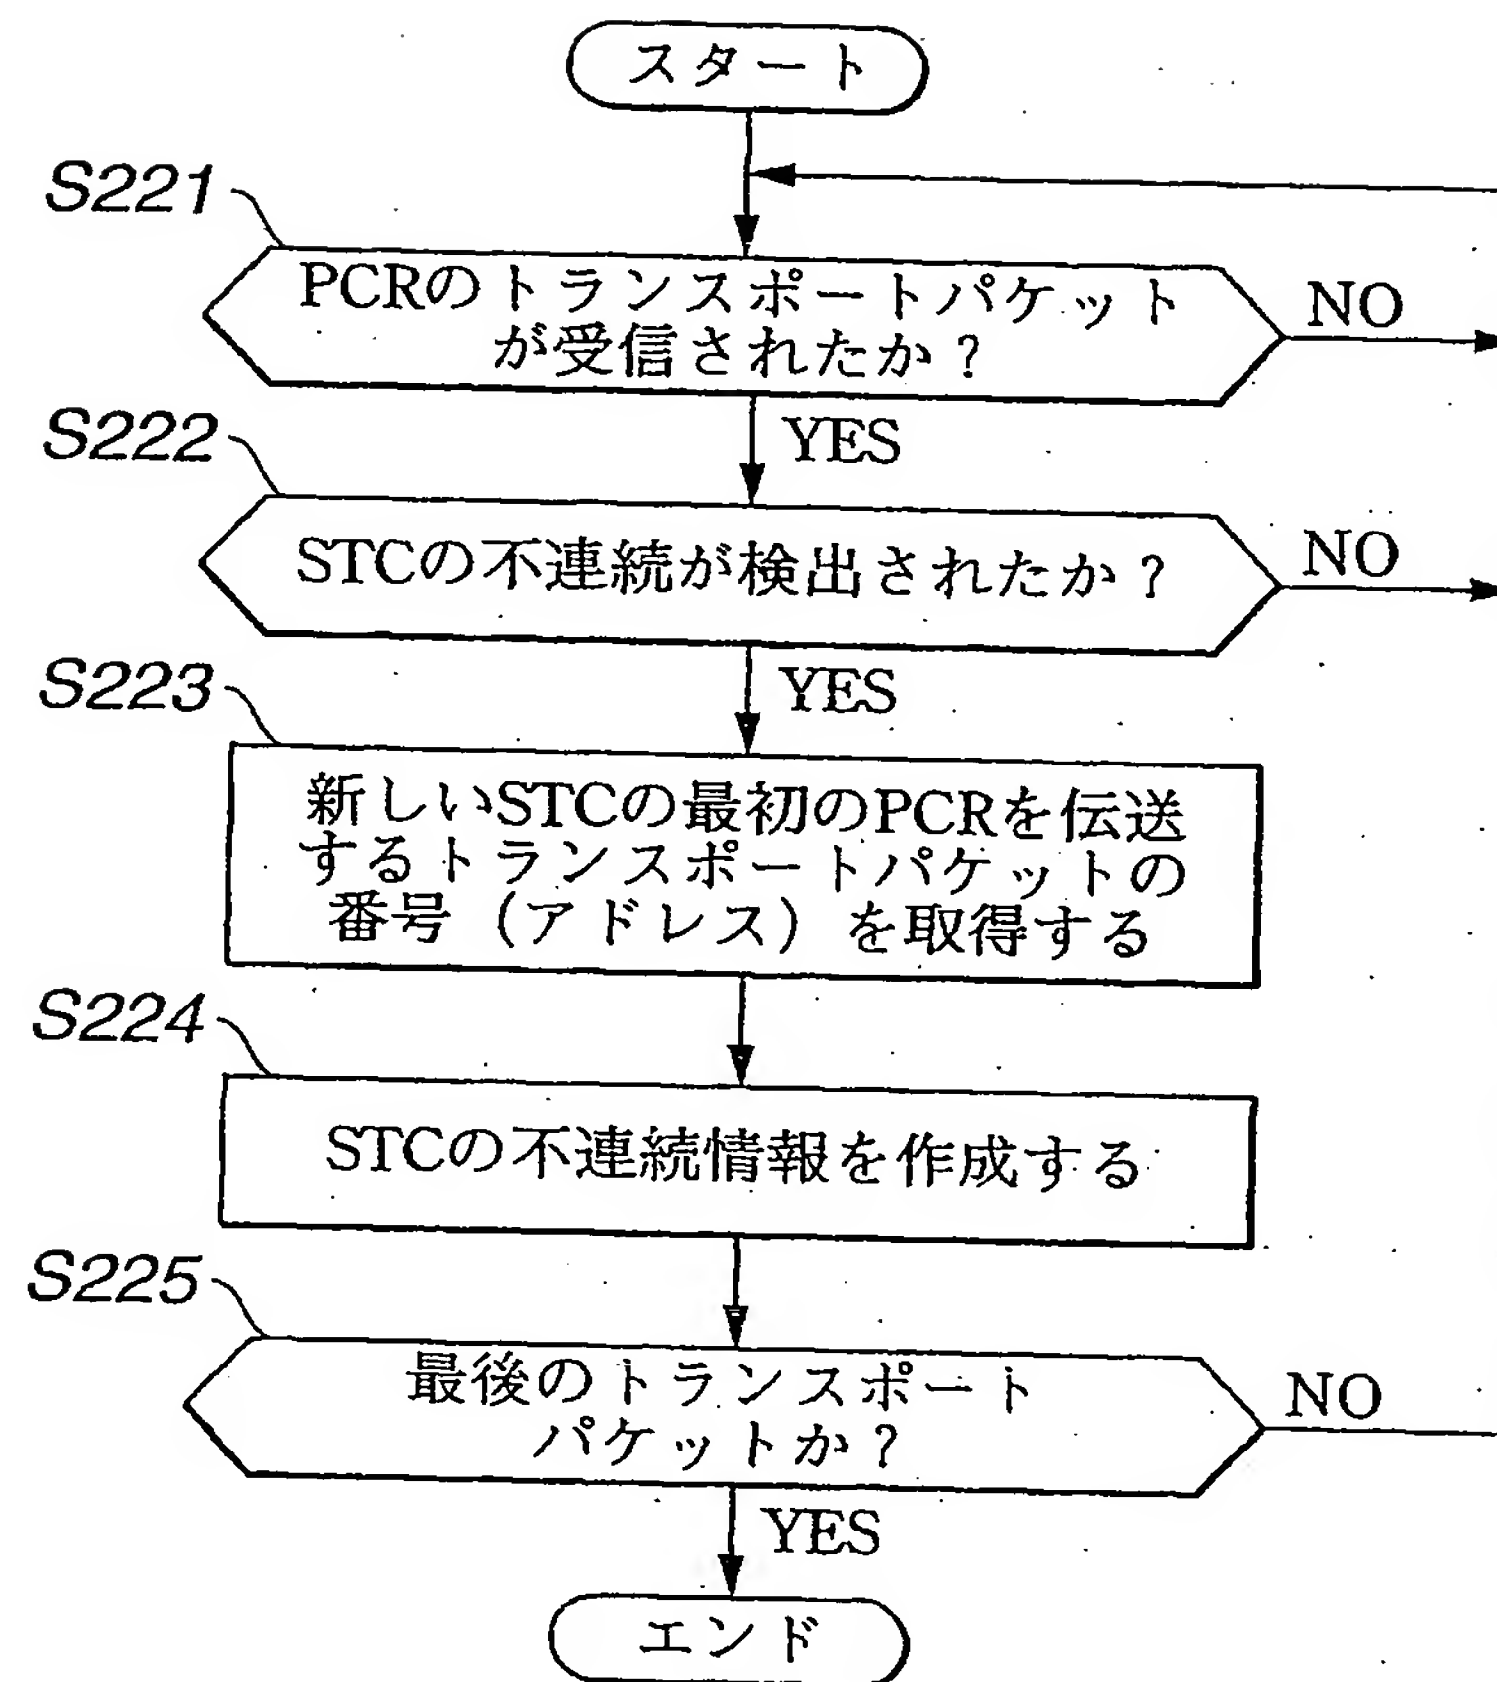 スタート
S221
PCRのトランスポートパケット
が受信されたか？
NO
YES
S222
STCの不連続が検出されたか？
NO
YES
S223
新しいSTCの最初のPCRを伝送
するトランスポートパケットの
番号（アドレス）を取得する
S224
STCの不連続情報を作成する
S225
最後のトランスポート
パケットか？
NO
YES
エンド